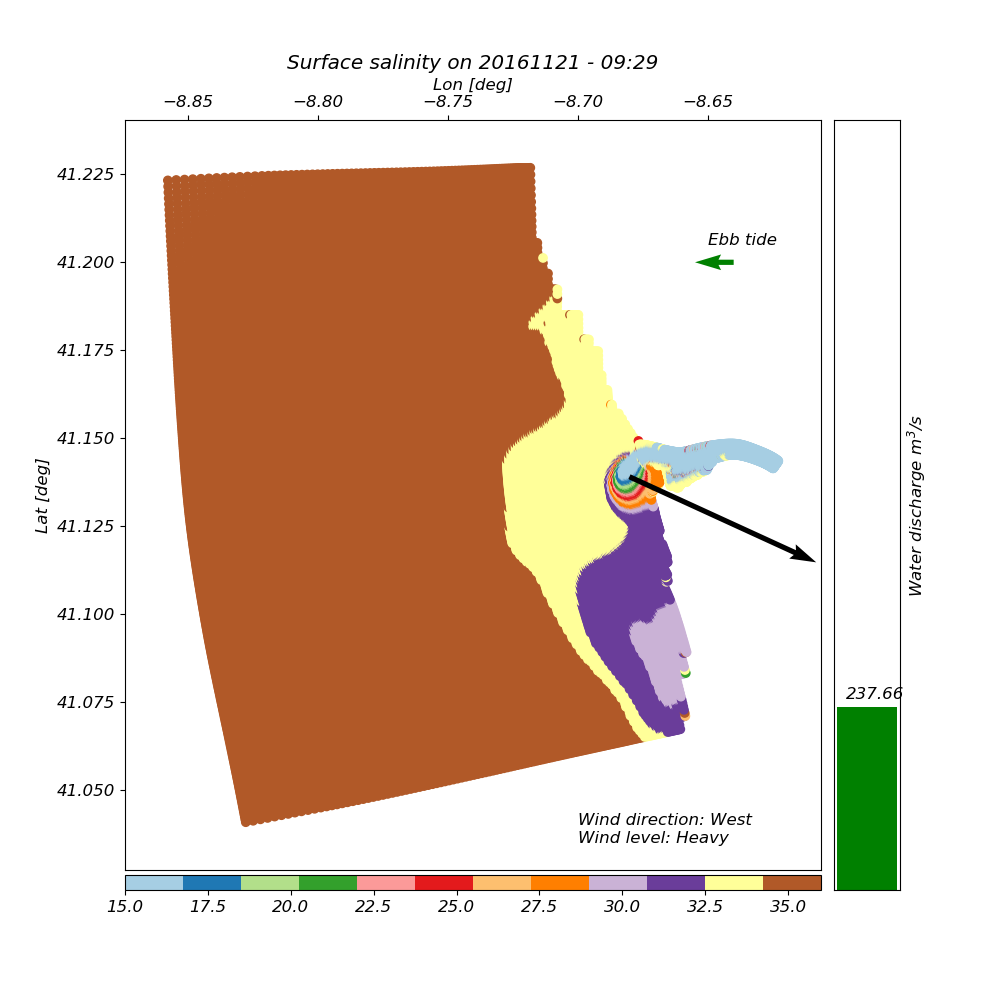 Surface salinity on 20161121 - 09:29
Lon [deg]
−8.85 −8.80 −8.75 −8.70 −8.65
41.225
41.200
41.175
41.150
41.125
41.100
41.075
41.050
Lat [deg]
Ebb tide
Water discharge m³/s
237.66
Wind direction: West
Wind level: Heavy
15.0 17.5 20.0 22.5 25.0 27.5 30.0 32.5 35.0